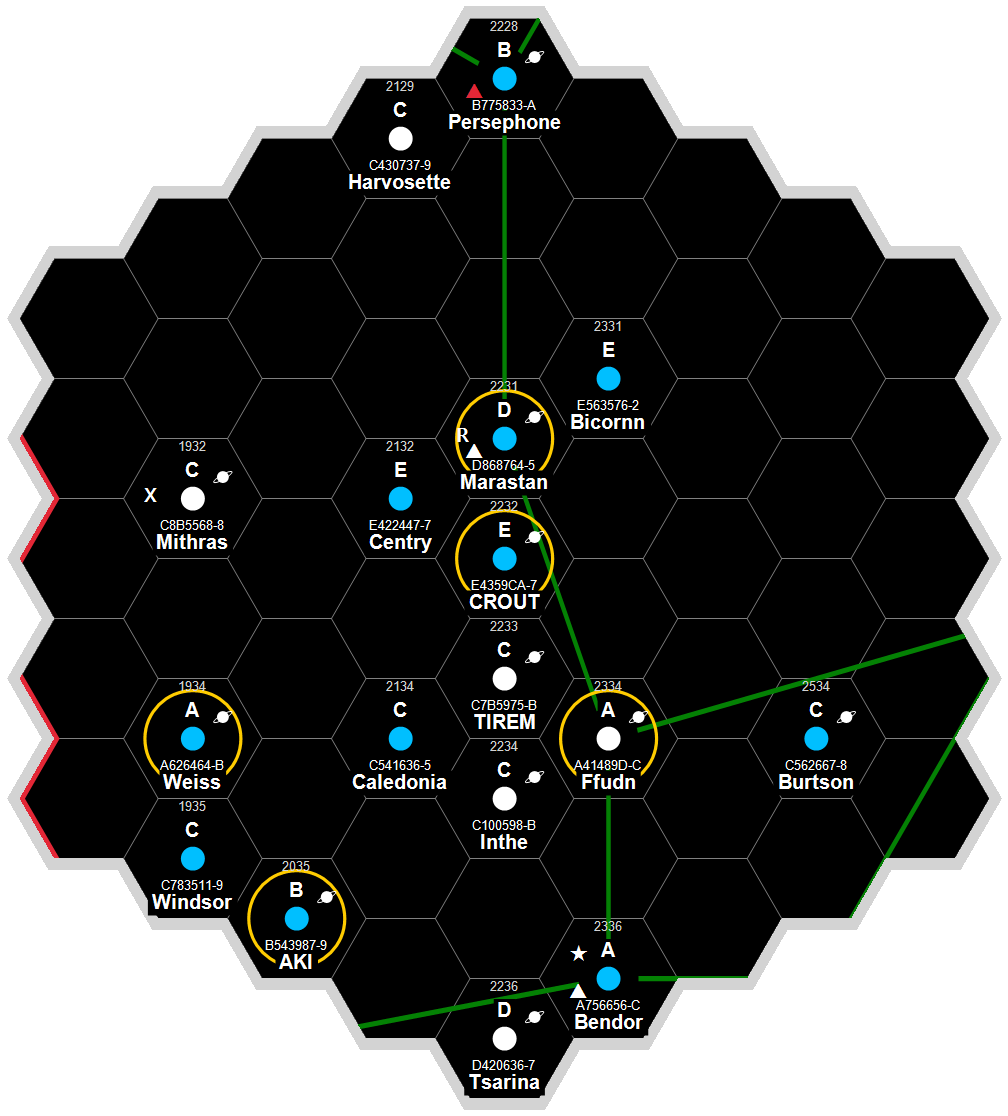 2228
B
B775833-A
Persephone
2129
C
C430737-9
Harvosette
2331
E
E563576-2
Bicornn
2231
D
R
D868764-5
Marastan
1932
C
X
C8B5568-8
Mithras
2132
E
E422447-7
Centry
2232
E
E4359CA-7
CROUT
2233
C
C7B5975-B
TIREM
1934
A
A626464-B
Weiss
2134
C
C541636-5
Caledonia
2334
A
A41489D-C
Ffudn
2534
C
C562667-8
Burtson
2234
C
C100598-B
Inthe
1935
C
C783511-9
Windsor
2035
B
B543987-9
AKI
2336
A
A756656-C
Bendor
2236
D
D420636-7
Tsarina